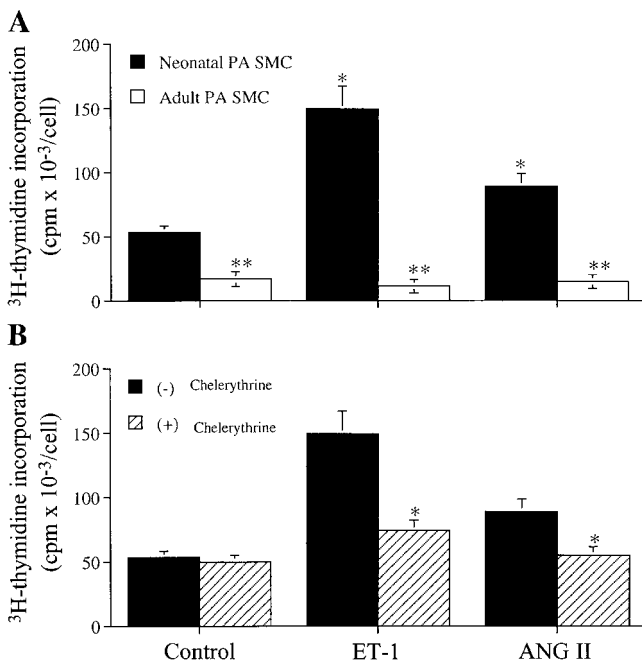 A
200
150
100
50
0
³H-thymidine incorporation
(cpm x 10⁻³/cell)
Neonatal PA SMC
Adult PA SMC
*
*
**
**
**
B
200
150
100
50
0
³H-thymidine incorporation
(cpm x 10⁻³/cell)
(-) Chelerythrine
(+) Chelerythrine
*
*
Control
ET-1
ANG II